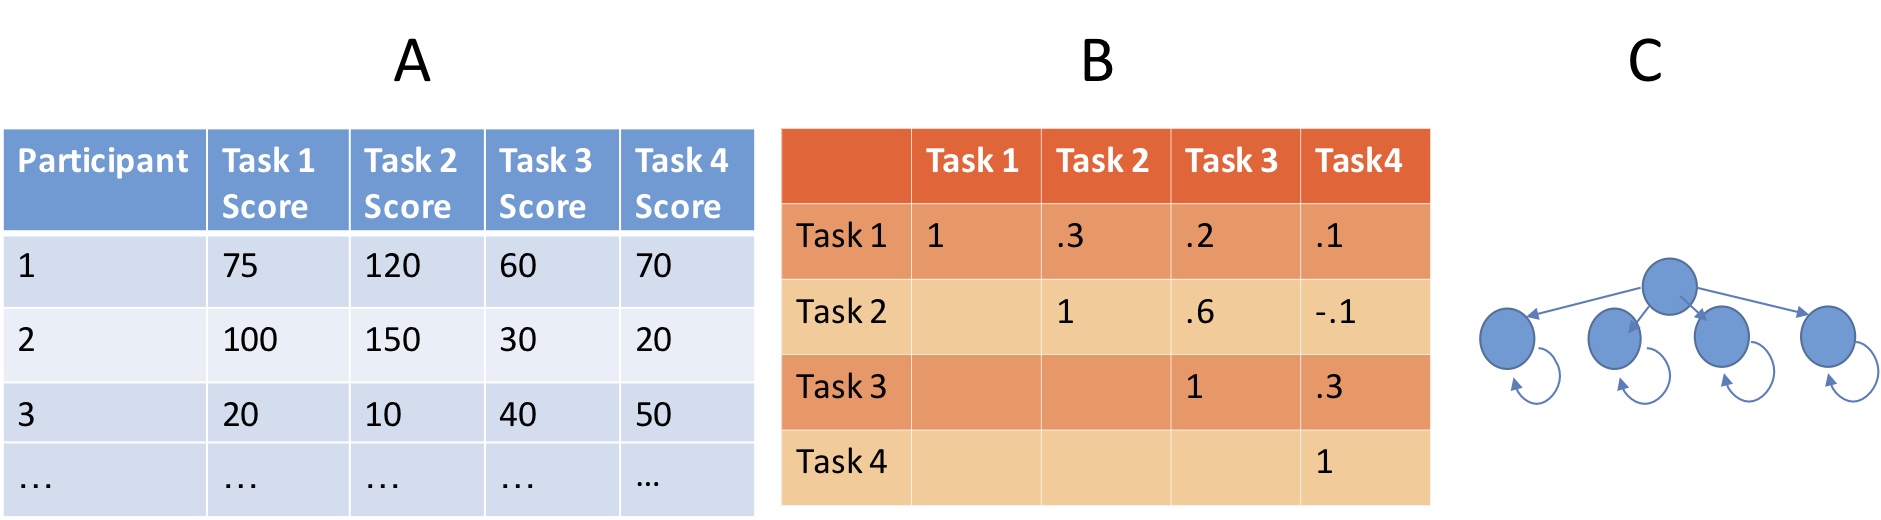 A
B
C
Participant Task 1 Score Task 2 Score Task 3 Score Task 4 Score
1 75 120 60 70
2 100 150 30 20
3 20 10 40 50
... ... ... ... ...
Task 1 Task 2 Task 3 Task4
Task 1 1 .3 .2 .1
Task 2 1 .6 -.1
Task 3 1 .3
Task 4 1